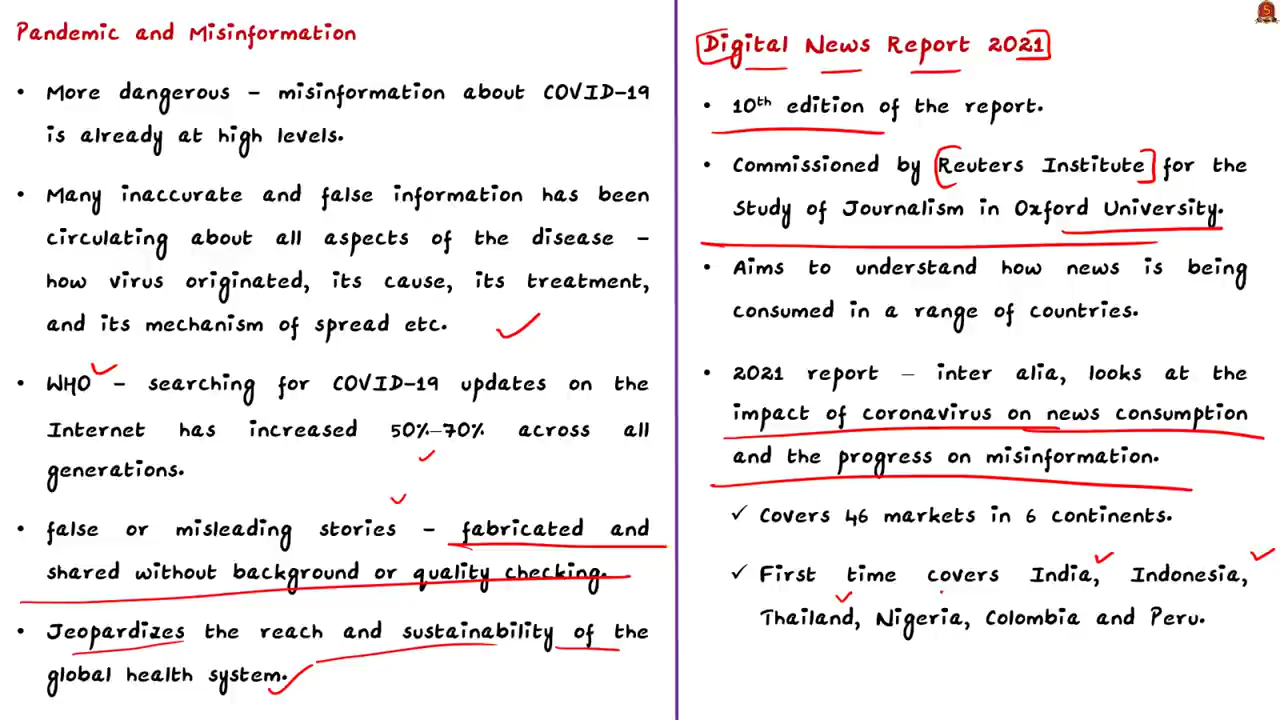 Pandemic and Misinformation
• More dangerous – misinformation about COVID-19
is already at high levels.
• Many inaccurate and false information has been
circulating about all aspects of the disease –
how virus originated, its cause, its treatment,
and its mechanism of spread etc.
• WHO – searching for COVID-19 updates on the
Internet has increased 50%–70% across all
generations.
• false or misleading stories – fabricated and
shared without background or quality checking.
• Jeopardizes the reach and sustainability of the
global health system.
Digital News Report 2021
• 10th edition of the report.
• Commissioned by Reuters Institute for the
Study of Journalism in Oxford University.
• Aims to understand how news is being
consumed in a range of countries.
• 2021 report – inter alia, looks at the
impact of coronavirus on news consumption
and the progress on misinformation.
✓ Covers 46 markets in 6 continents.
✓ First time covers India, Indonesia,
Thailand, Nigeria, Colombia and Peru.